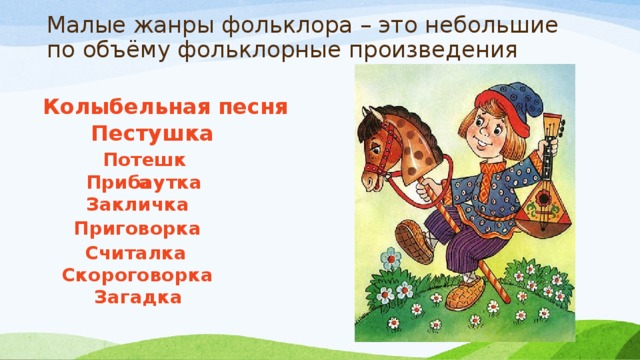 Малые жанры фольклора – это небольшие
по объёму фольклорные произведения
Колыбельная песня
Пестушка
Потешк
Прибаутка
Закличка
Приговорка
Считалка
Скороговорка
Загадка